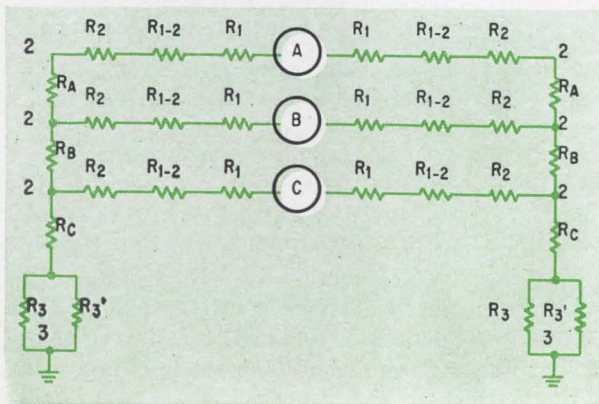 2 R2 R1-2 R1 A R1 R1-2 R2 2
RA RA
2 R2 R1-2 R1 B R1 R1-2 R2 2
RB RB
2 R2 R1-2 R1 C R1 R1-2 R2 2
RC RC
R3 R3' R3 R3'
3 3